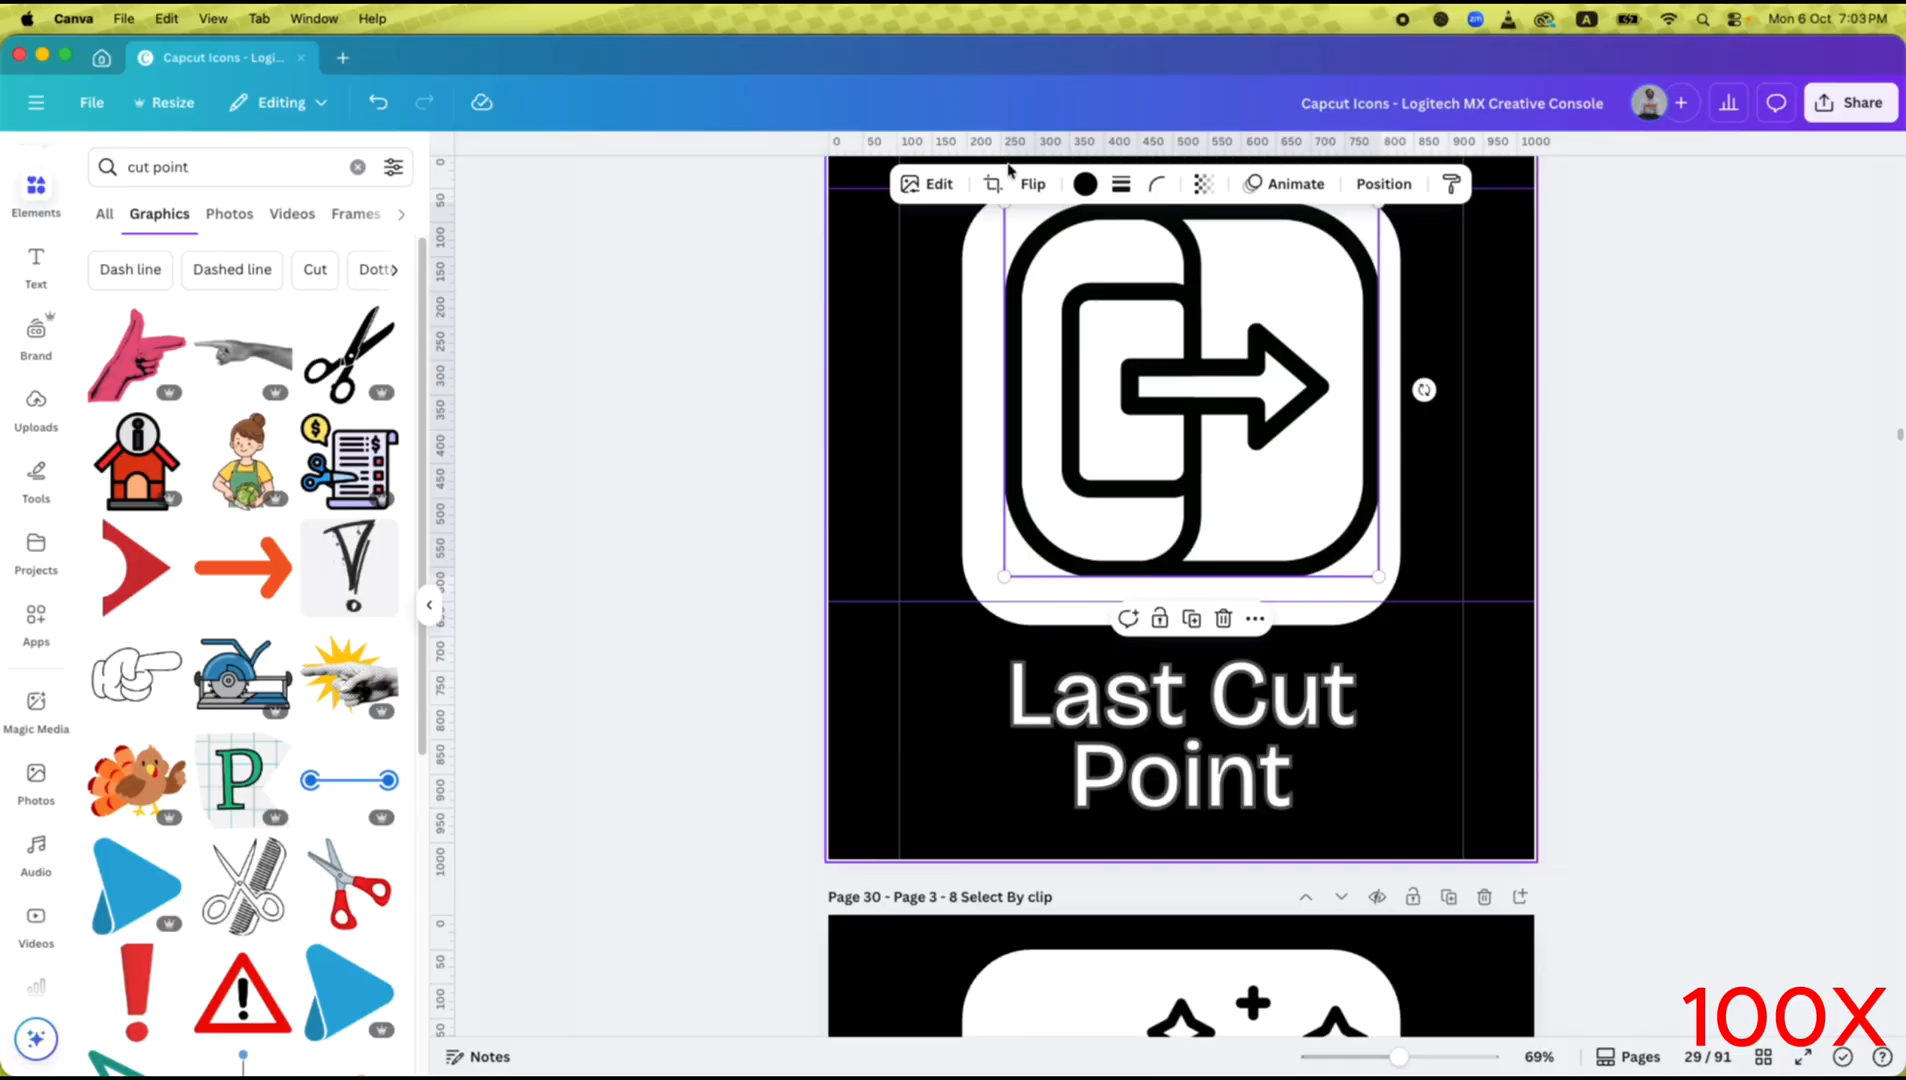 Canva File Edit View Tab Window Help
zm
A
Mon 6 Oct 7:03 PM
C Capcut Icons - Logi...
File Resize Editing
Capcut Icons - Logitech MX Creative Console
Share
cut point
All Graphics Photos Videos Frames
Dash line Dashed line Cut Dott
Elements
Text
Brand
Uploads
Tools
Projects
Apps
Magic Media
Photos
Audio
Videos
0 50 100 150 200 250 300 350 400 450 500 550 600 650 700 750 800 850 900 950 1000
Edit Flip Animate Position
Last Cut
Point
Page 30 - Page 3 - 8 Select By clip
P
100X
Notes
69% Pages 29 / 91